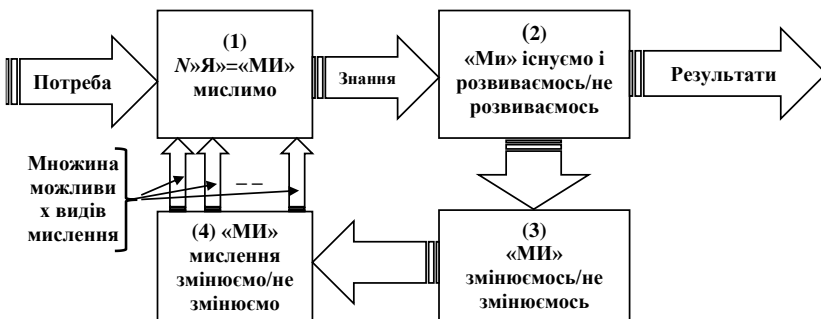 Потреба
(1)
N»Я»=«МИ»
мислимо
Знання
(2)
«Ми» існуємо і
розвиваємось/не
розвиваємось
Результати
Множина
можливи
х видів
мислення
(4) «МИ»
мислення
змінюємо/не
змінюємо
(3)
«МИ»
змінюємось/не
змінюємось